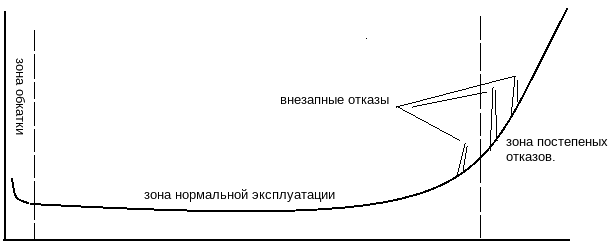 зона обкатки
внезапные отказы
зона нормальной эксплуатации
зона постепеных
отказов.